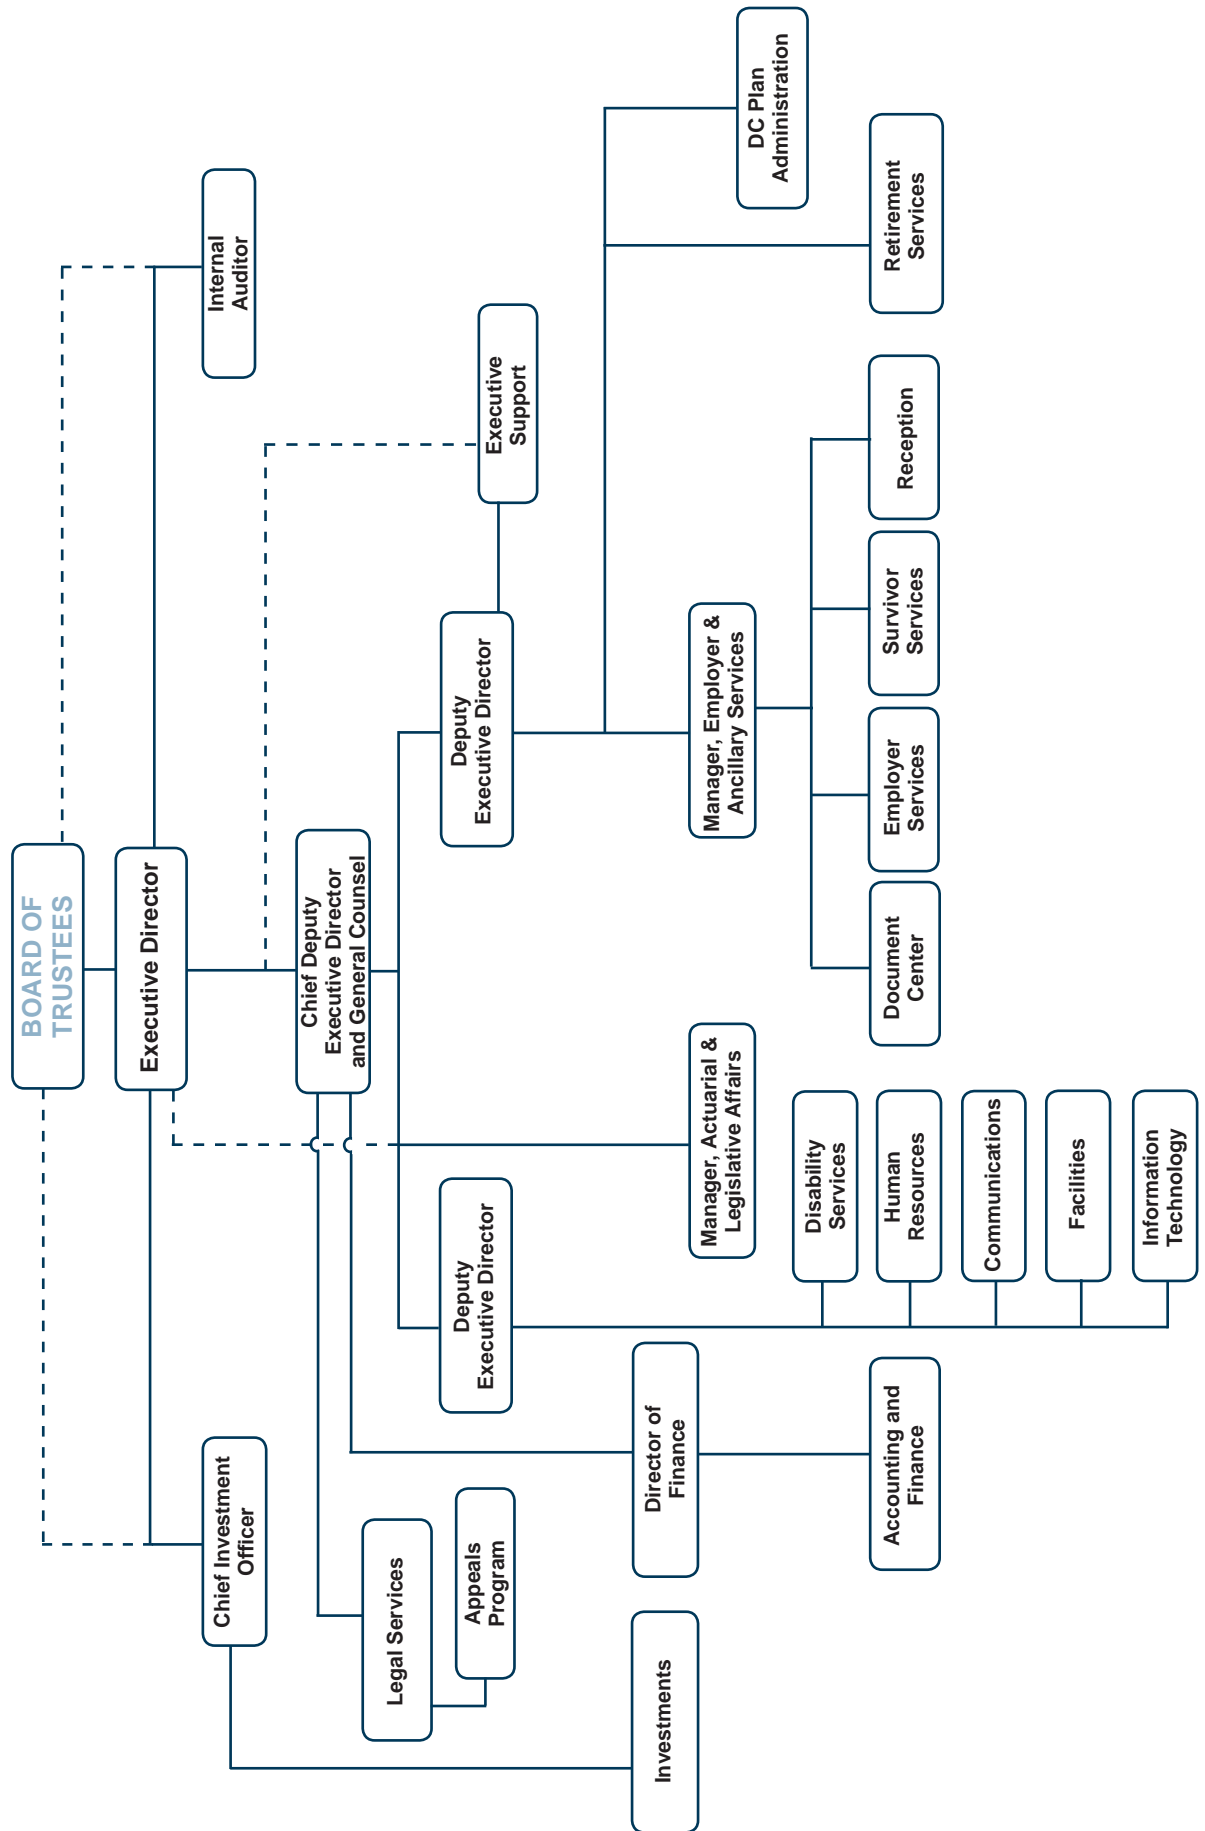 BOARD OF
TRUSTEES
Executive Director
Chief Investment
Officer
Internal
Auditor
Chief Deputy
Executive Director
and General Counsel
Legal Services
Appeals
Program
Deputy
Executive Director
Deputy
Executive Director
Executive
Support
Investments
Director of
Finance
Manager, Actuarial &
Legislative Affairs
Manager, Employer &
Ancillary Services
DC Plan
Administration
Accounting and
Finance
Disability
Services
Human
Resources
Communications
Facilities
Information
Technology
Document
Center
Employer
Services
Survivor
Services
Reception
Retirement
Services